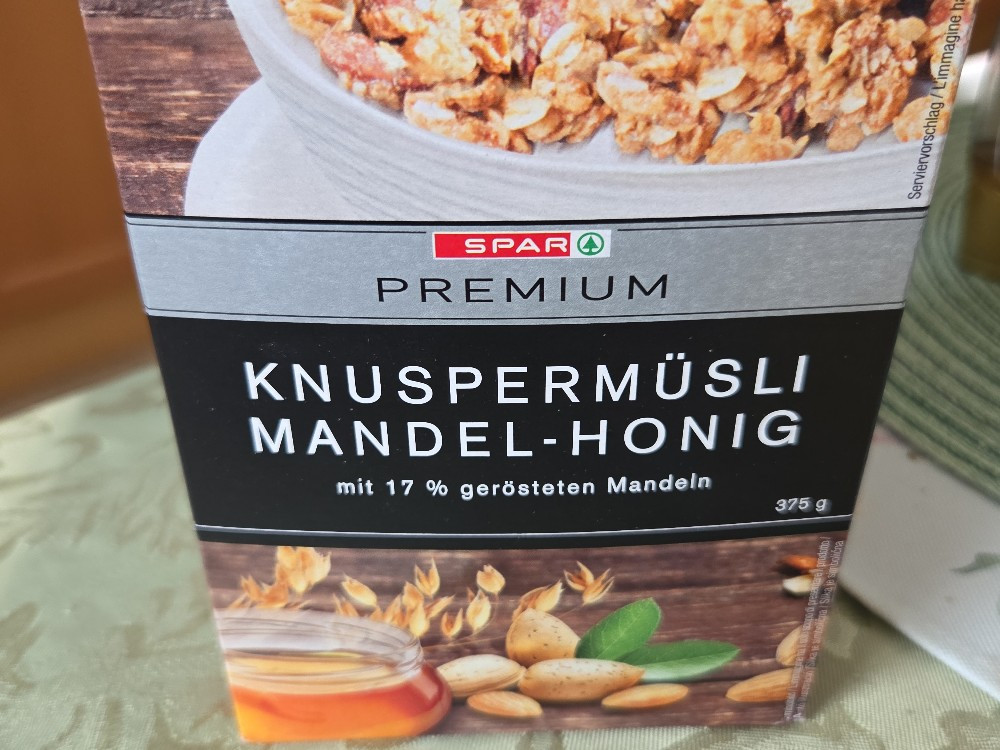 Serviervorschlag / L'immagine ha
SPAR
PREMIUM
KNUSPERMÜSLI
MANDEL-HONIG
mit 17 % gerösteten Mandeln
375 g